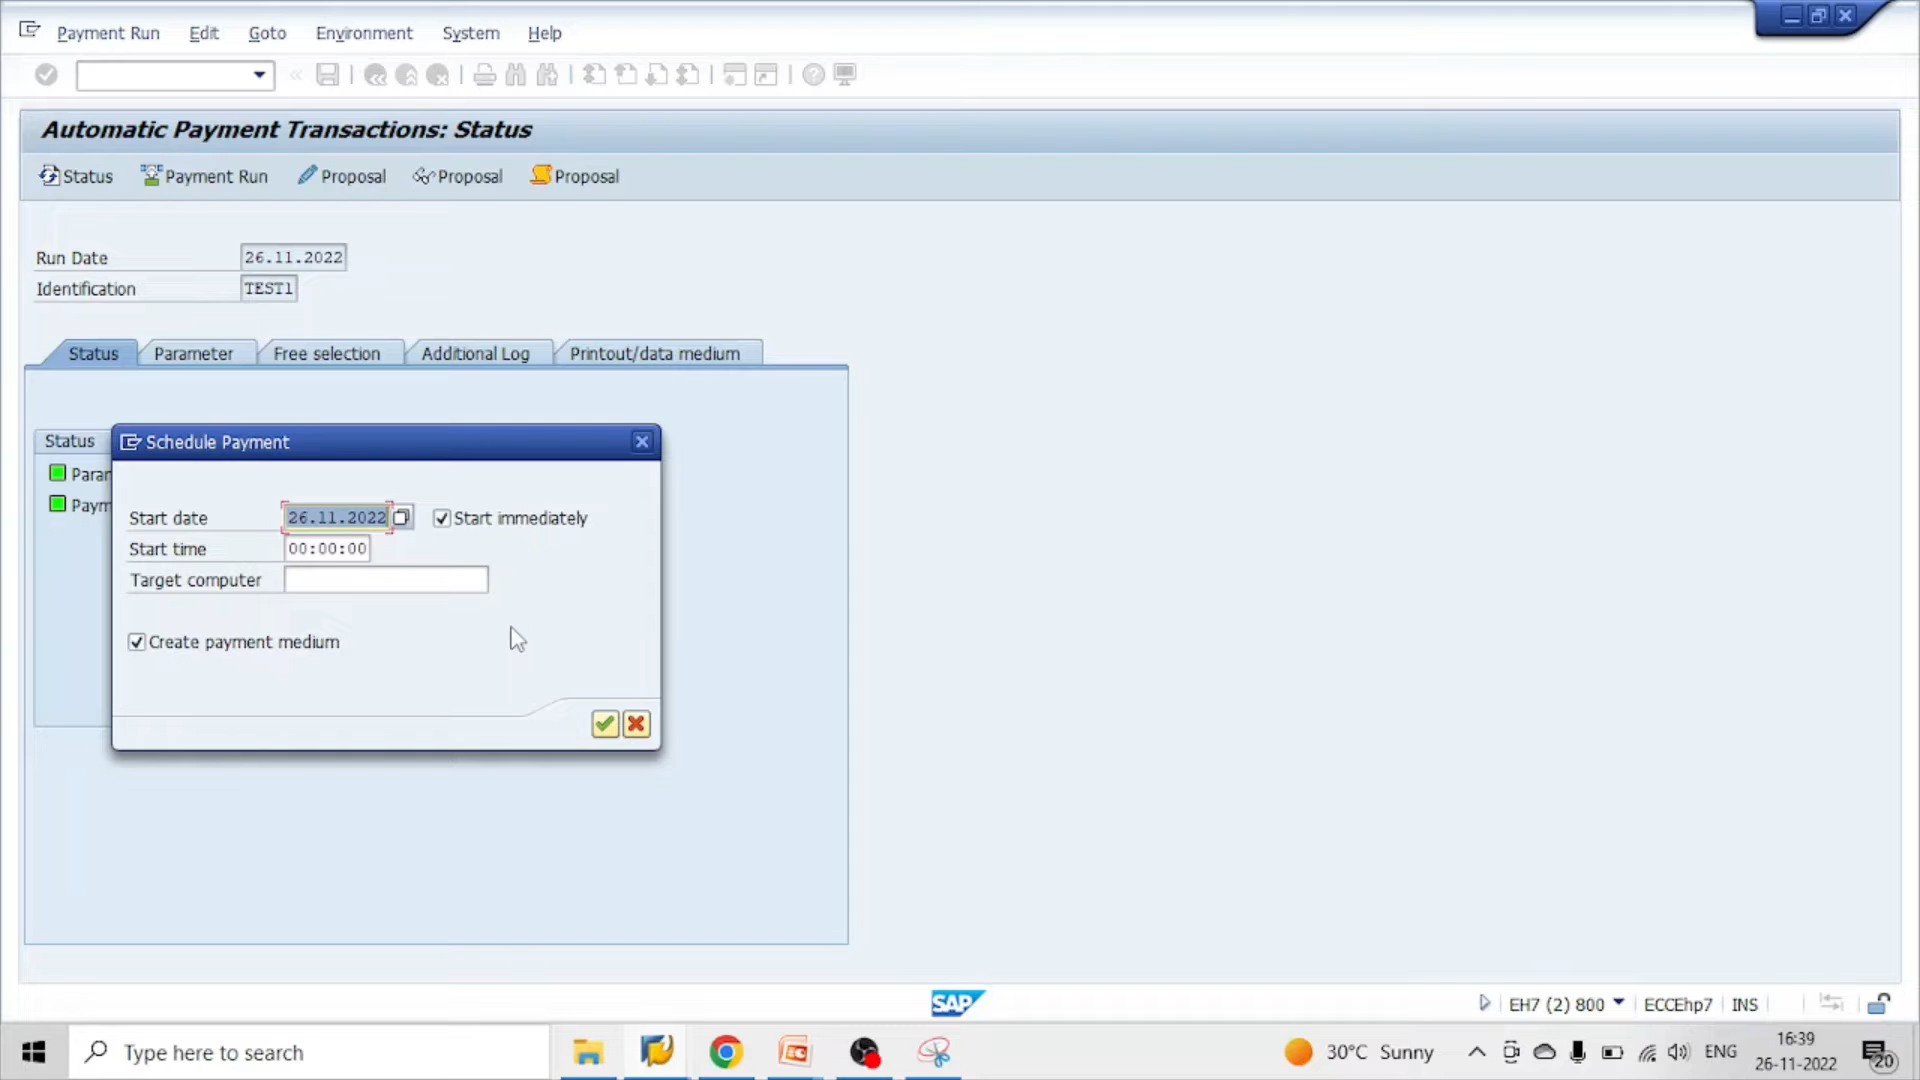 Payment Run Edit Goto Environment System Help
Automatic Payment Transactions: Status
Status Payment Run Proposal Proposal Proposal
Run Date 26.11.2022
Identification TEST1
Status Parameter Free selection Additional Log Printout/data medium
Status
Schedule Payment
Paran
Paym
Start date 26.11.2022 Start immediately
Start time 00:00:00
Target computer
Create payment medium
SAP
EH7 (2) 800 ECCEhp7 INS
Type here to search
30°C Sunny
ENG
16:39
26-11-2022
20